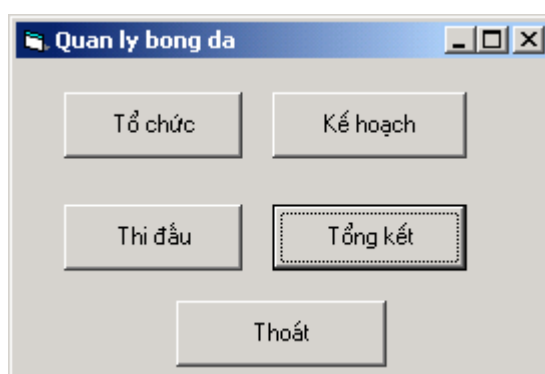 Quan ly bong da
Tổ chức Kế hoạch
Thi đấu Tổng kết
Thoát